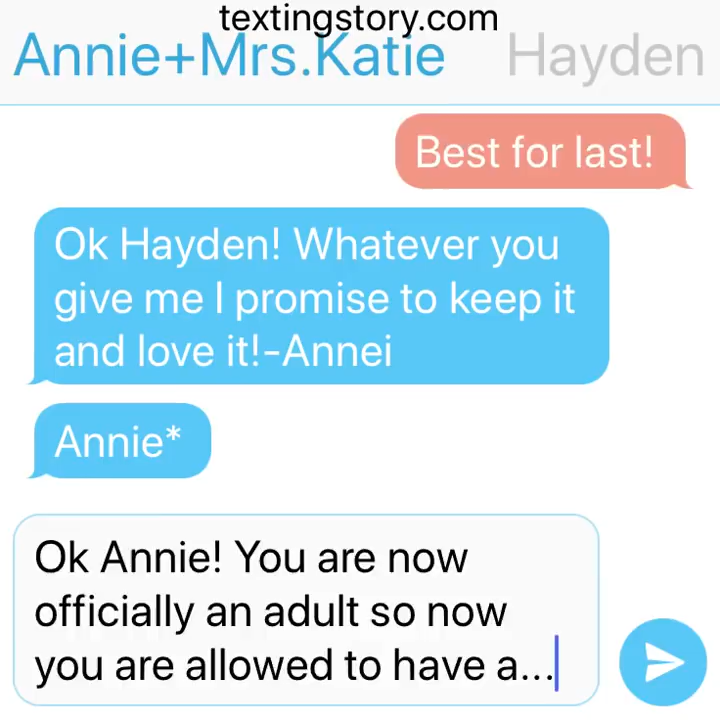 textingstory.com
Annie+Mrs.Katie Hayden
Best for last!
Ok Hayden! Whatever you
give me I promise to keep it
and love it!-Annei
Annie*
Ok Annie! You are now
officially an adult so now
you are allowed to have a...